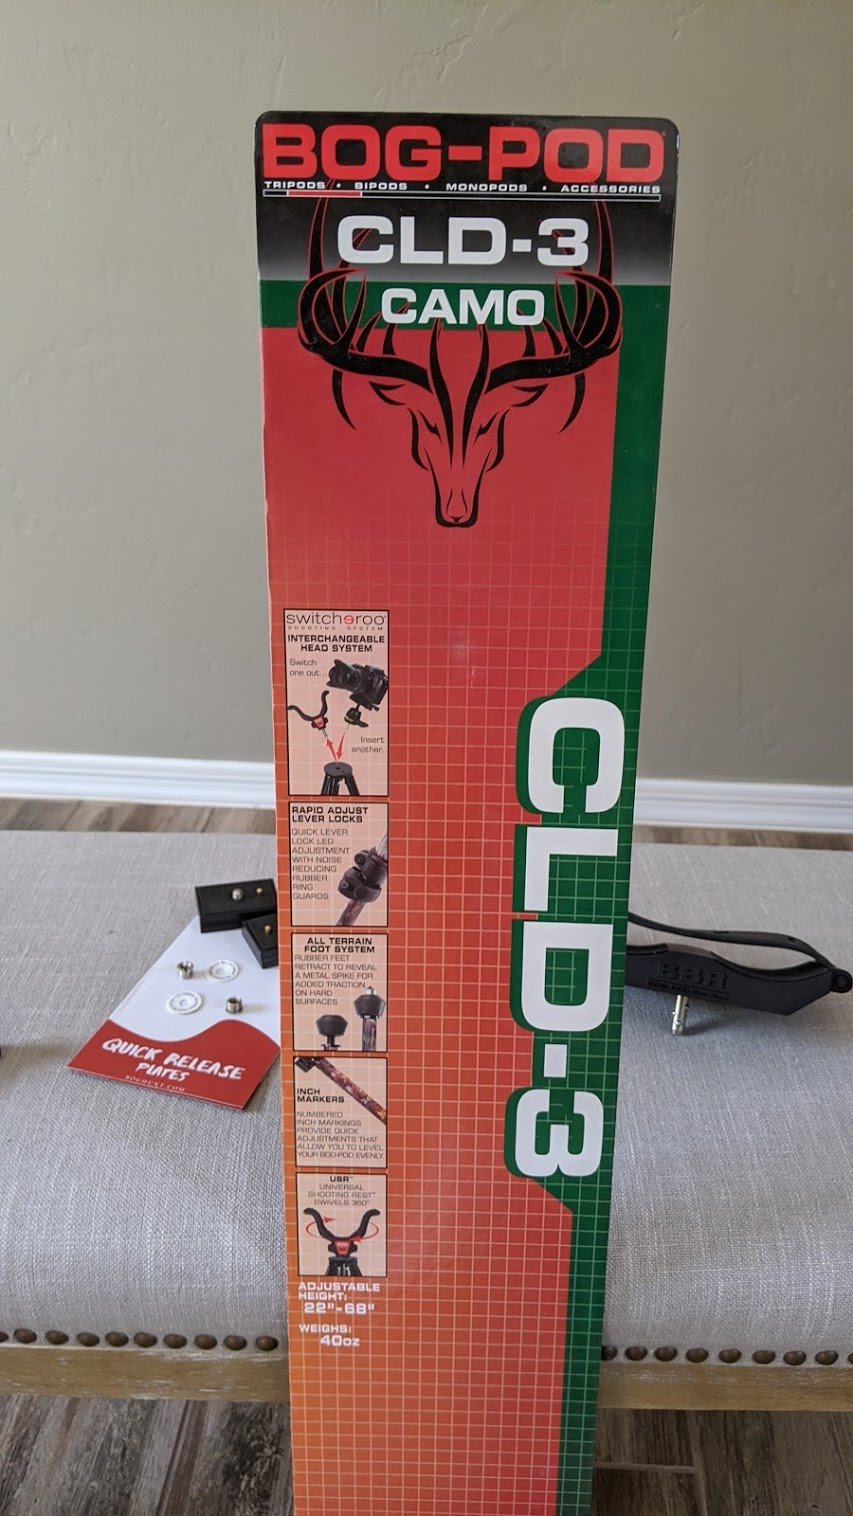 BOG-POD
TRIPODS • BIPODS • MONOPODS • ACCESSORIES
CLD-3
CAMO
switcheroo
SHOOTING SYSTEM
INTERCHANGEABLE
HEAD SYSTEM
Switch
one out...
Insert
another.
RAPID ADJUST
LEVER LOCKS
QUICK LEVER
LOCK LEG
ADJUSTMENT
WITH NOISE
REDUCING
RUBBER
RING
GUARDS
ALL TERRAIN
FOOT SYSTEM
RUBBER FEET
RETRACT TO REVEAL
A METAL SPIKE FOR
ADDED TRACTION
ON HARD
SURFACES
INCH
MARKERS
NUMBERED
INCH MARKINGS
PROVIDE QUICK
ADJUSTMENTS THAT
ALLOW YOU TO LEVEL
YOUR BOG-POD EVENLY.
USR™
UNIVERSAL
SHOOTING REST™
SWIVELS 360°
ADJUSTABLE
HEIGHT:
22"-68"
WEIGHS:
40oz
CLD-3
QUICK RELEASE
PLATES
BOGHUNT.COM
BBR